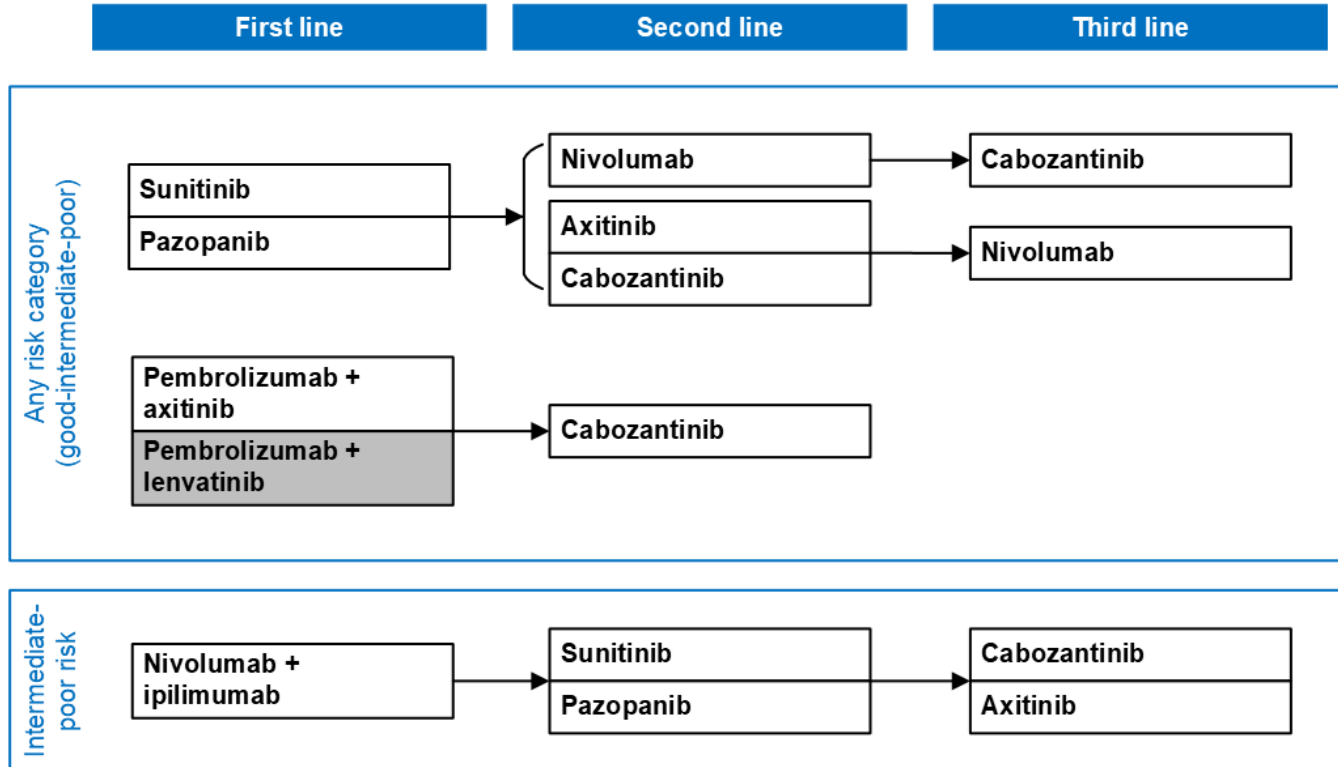 First line
Second line
Third line
Any risk category
(good-intermediate-poor)
Sunitinib
Pazopanib
Nivolumab
Axitinib
Cabozantinib
Cabozantinib
Nivolumab
Pembrolizumab +
axitinib
Pembrolizumab +
lenvatinib
Cabozantinib
Intermediate-
poor risk
Nivolumab +
ipilimumab
Sunitinib
Pazopanib
Cabozantinib
Axitinib